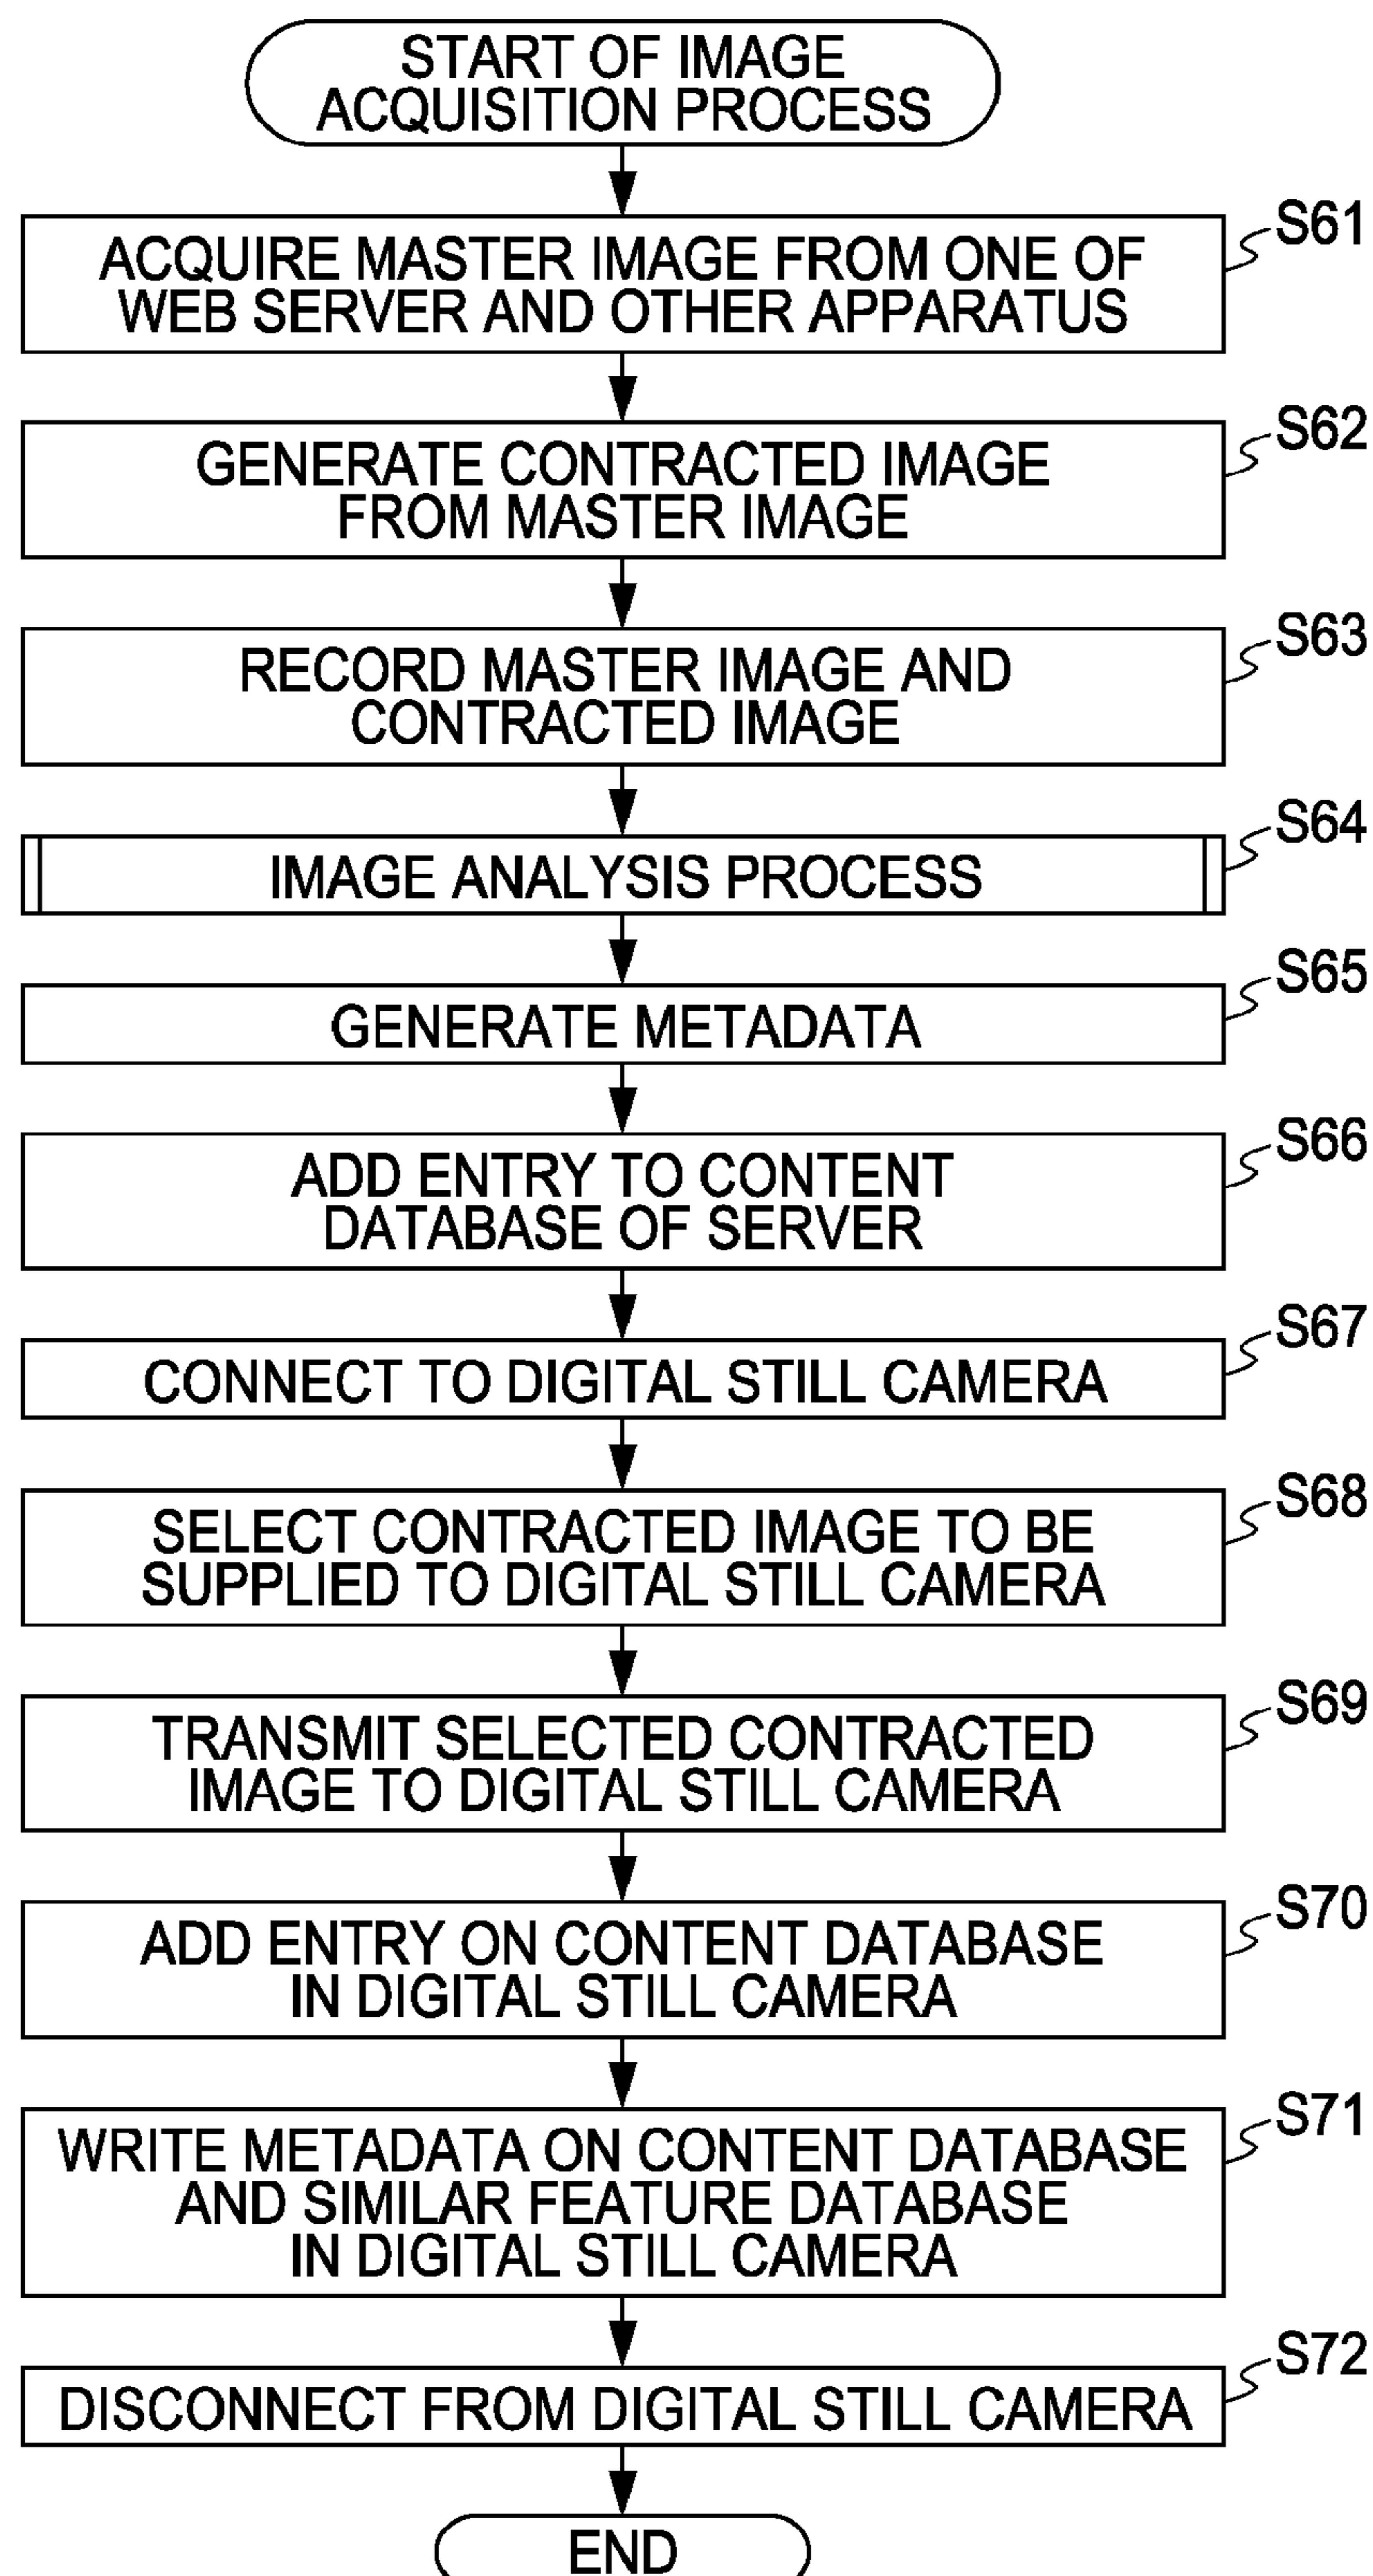 START OF IMAGE
ACQUISITION PROCESS
S61
ACQUIRE MASTER IMAGE FROM ONE OF
WEB SERVER AND OTHER APPARATUS
S62
GENERATE CONTRACTED IMAGE
FROM MASTER IMAGE
S63
RECORD MASTER IMAGE AND
CONTRACTED IMAGE
S64
IMAGE ANALYSIS PROCESS
S65
GENERATE METADATA
S66
ADD ENTRY TO CONTENT
DATABASE OF SERVER
S67
CONNECT TO DIGITAL STILL CAMERA
S68
SELECT CONTRACTED IMAGE TO BE
SUPPLIED TO DIGITAL STILL CAMERA
S69
TRANSMIT SELECTED CONTRACTED
IMAGE TO DIGITAL STILL CAMERA
S70
ADD ENTRY ON CONTENT DATABASE
IN DIGITAL STILL CAMERA
S71
WRITE METADATA ON CONTENT DATABASE
AND SIMILAR FEATURE DATABASE
IN DIGITAL STILL CAMERA
S72
DISCONNECT FROM DIGITAL STILL CAMERA
END